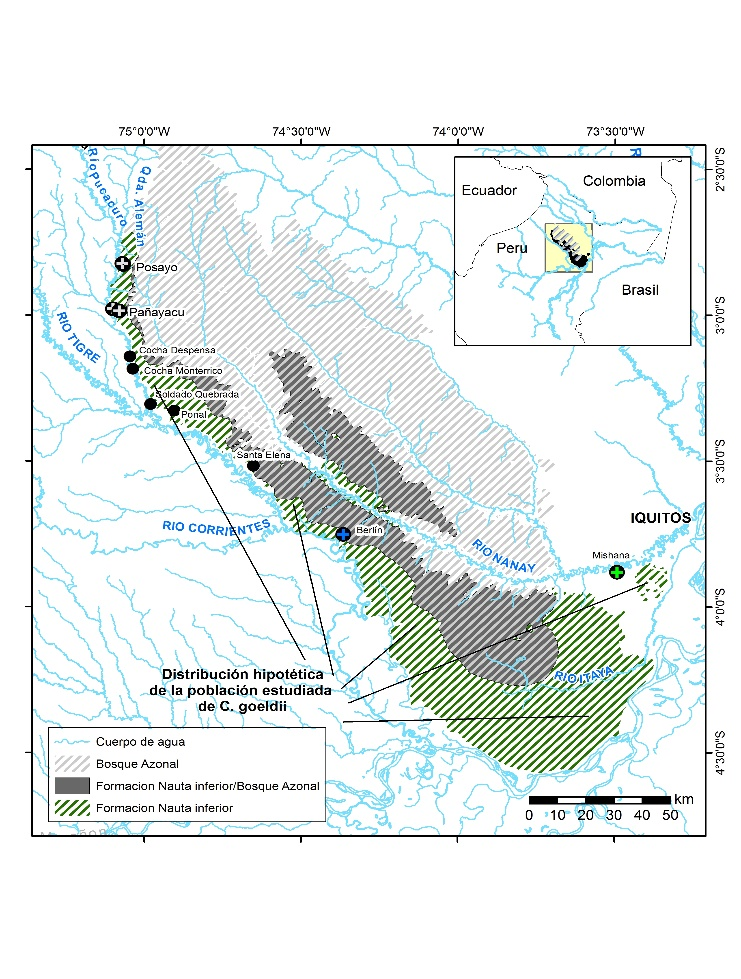 75°0'0"W
74°30'0"W
74°0'0"W
73°30'0"W
2°30'0"S
3°0'0"S
3°30'0"S
4°0'0"S
4°30'0"S
Río Pucacuro
Qda. Alemán
R
Ecuador
Colombia
Peru
Brasil
Posayo
Pañayacu
RIO TIGRE
Cocha Despensa
Cocha Monterrico
Soldado Quebrada
Ponal
Santa Elena
RIO CORRIENTES
Berlín
RIO NANAY
IQUITOS
Mishana
RIO ITAYA
Distribución hipotética
de la población estudiada
de C. goeldii
Cuerpo de agua
Bosque Azonal
Formacion Nauta inferior/Bosque Azonal
Formacion Nauta inferior
km
0 10 20 30 40 50